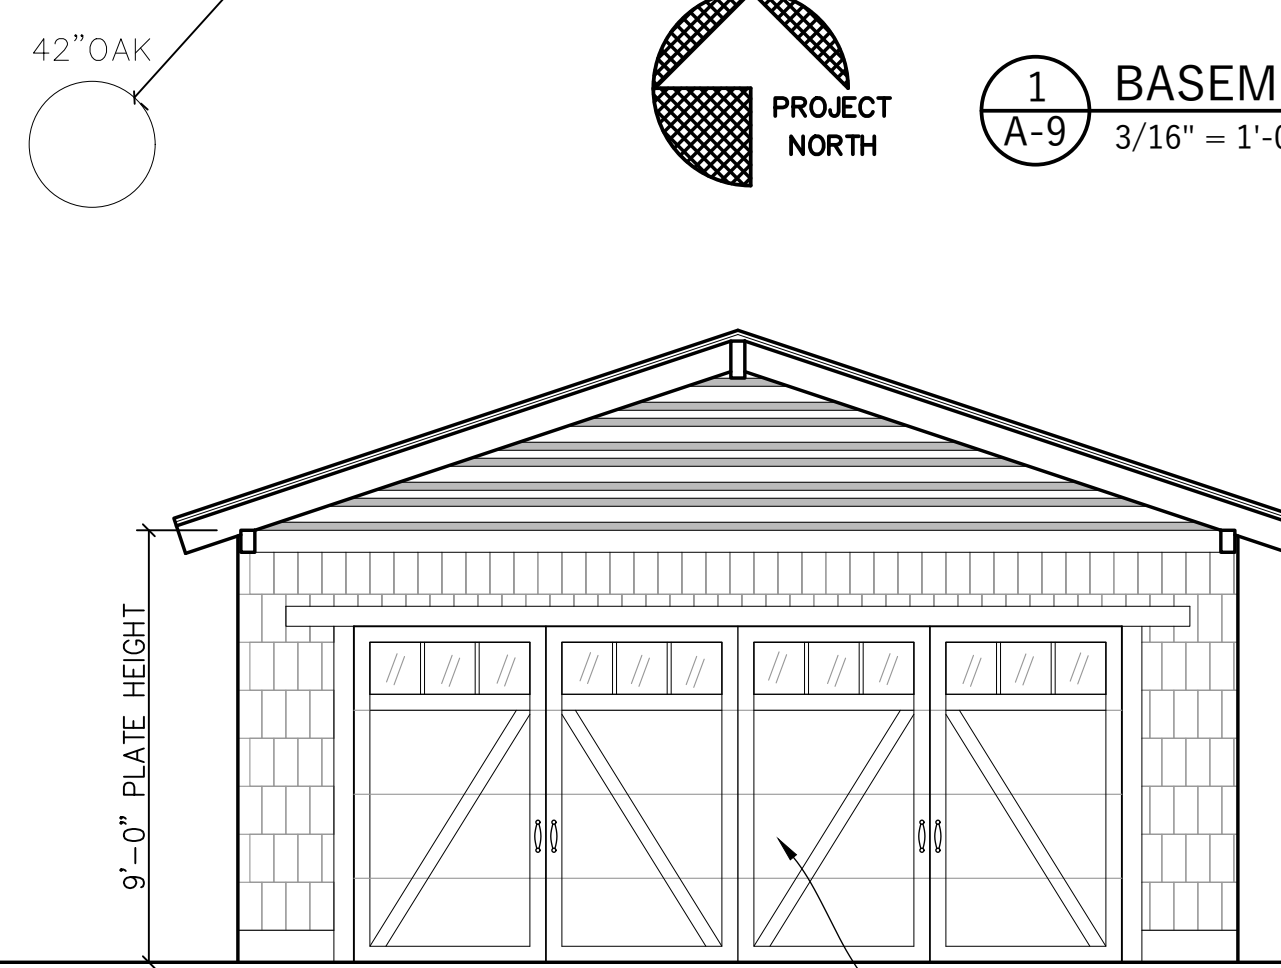 42”OAK
PROJECT
NORTH
1
A-9
BASEM
3/16" = 1'-0
9’-0” PLATE HEIGHT